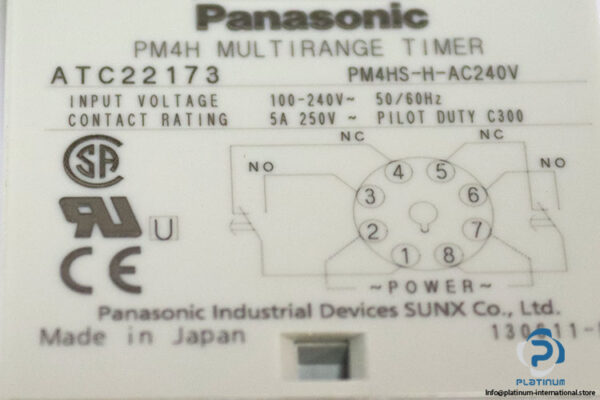 Panasonic
PM4H MULTIRANGE TIMER
ATC22173 PM4HS-H-AC240V
INPUT VOLTAGE 100-240V~ 50/60Hz
CONTACT RATING 5A 250V~ PILOT DUTY C300
SA
NC NC
NO NO
4 5
3 6
2 7
1 8
U
CE
~POWER~
Panasonic Industrial Devices SUNX Co., Ltd.
Made in Japan
PLATINUM
Info@platinum-international.store